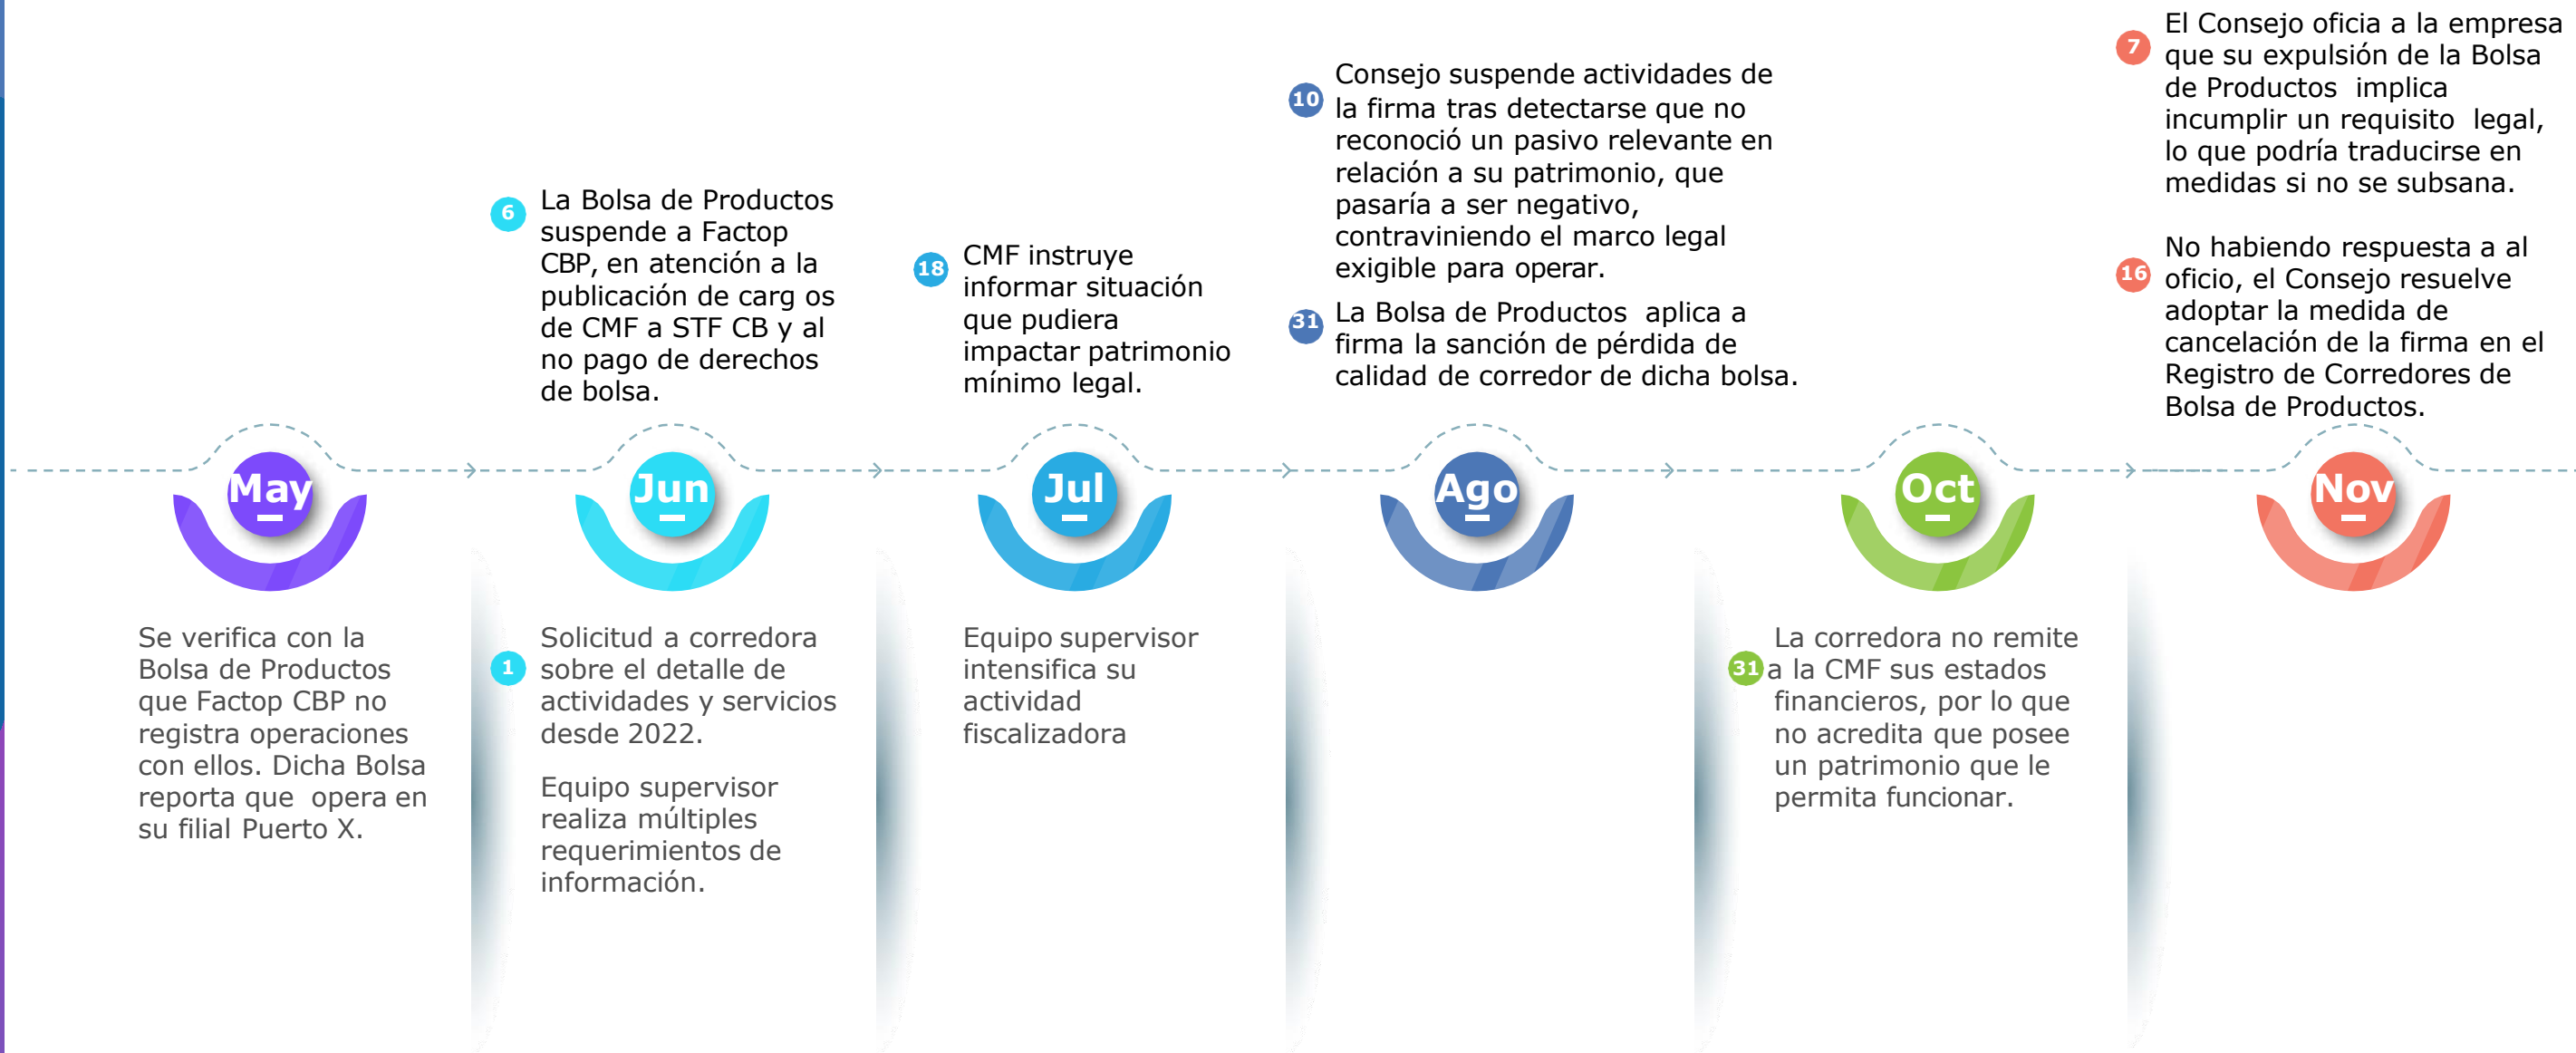 May
Se verifica con la
Bolsa de Productos
que Factop CBP no
registra operaciones
con ellos. Dicha Bolsa
reporta que opera en
su filial Puerto X.
6
La Bolsa de Productos
suspende a Factop
CBP, en atención a la
publicación de carg os
de CMF a STF CB y al
no pago de derechos
de bolsa.
Jun
1
Solicitud a corredora
sobre el detalle de
actividades y servicios
desde 2022.
Equipo supervisor
realiza múltiples
requerimientos de
información.
18
CMF instruye
informar situación
que pudiera
impactar patrimonio
mínimo legal.
Jul
Equipo supervisor
intensifica su
actividad
fiscalizadora
10
Consejo suspende actividades de
la firma tras detectarse que no
reconoció un pasivo relevante en
relación a su patrimonio, que
pasaría a ser negativo,
contraviniendo el marco legal
exigible para operar.
31
La Bolsa de Productos aplica a
firma la sanción de pérdida de
calidad de corredor de dicha bolsa.
Ago
Oct
31
La corredora no remite
a la CMF sus estados
financieros, por lo que
no acredita que posee
un patrimonio que le
permita funcionar.
7
El Consejo oficia a la empresa
que su expulsión de la Bolsa
de Productos implica
incumplir un requisito legal,
lo que podría traducirse en
medidas si no se subsana.
16
No habiendo respuesta a al
oficio, el Consejo resuelve
adoptar la medida de
cancelación de la firma en el
Registro de Corredores de
Bolsa de Productos.
Nov